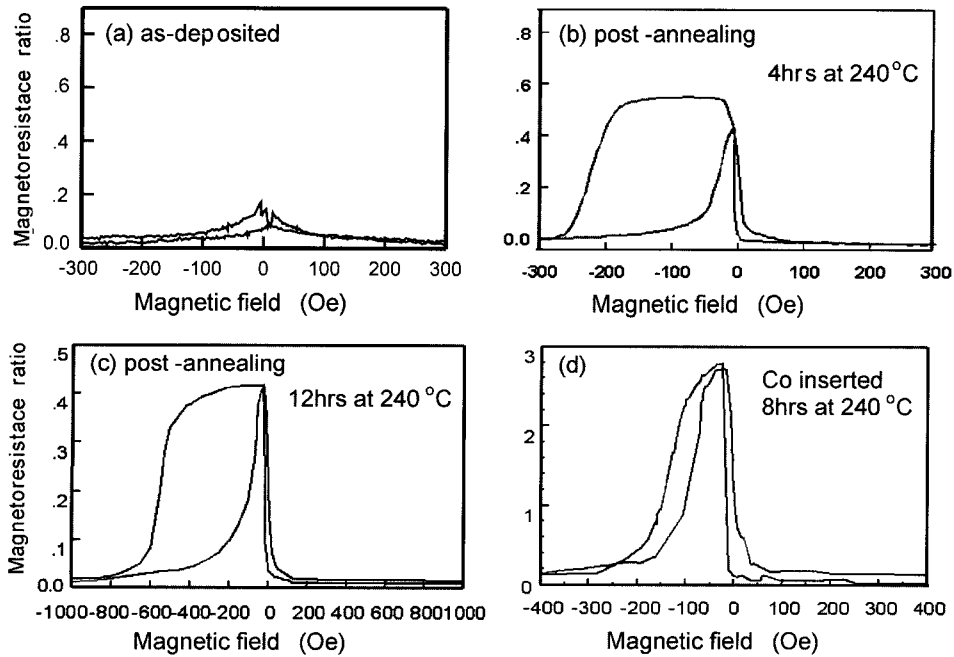 Magnetoresistace ratio
(a) as-deposited
.8
.6
.4
.2
0.0
-300 -200 -100 0 100 200 300
Magnetic field (Oe)
(b) post -annealing
4hrs at 240 °C
.8
.6
.4
.2
0.0
-300 -200 -100 0 100 200 300
Magnetic field (Oe)
Magnetoresistace ratio
(c) post -annealing
12hrs at 240 °C
.5
.4
.3
.2
.1
0.0
-1000 -800 -600 -400 -200 0 200 400 600 800 1000
Magnetic field (Oe)
(d)
Co inserted
8hrs at 240 °C
3
2
1
0
-400 -300 -200 -100 0 100 200 300 400
Magnetic field (Oe)